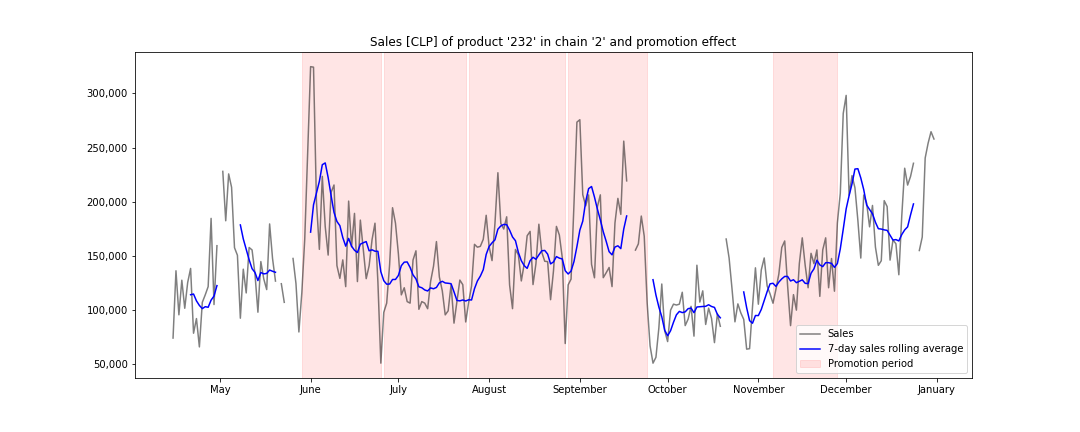 Sales [CLP] of product '232' in chain '2' and promotion effect
300,000
250,000
200,000
150,000
100,000
50,000
Sales
7-day sales rolling average
Promotion period
May June July August September October November December January